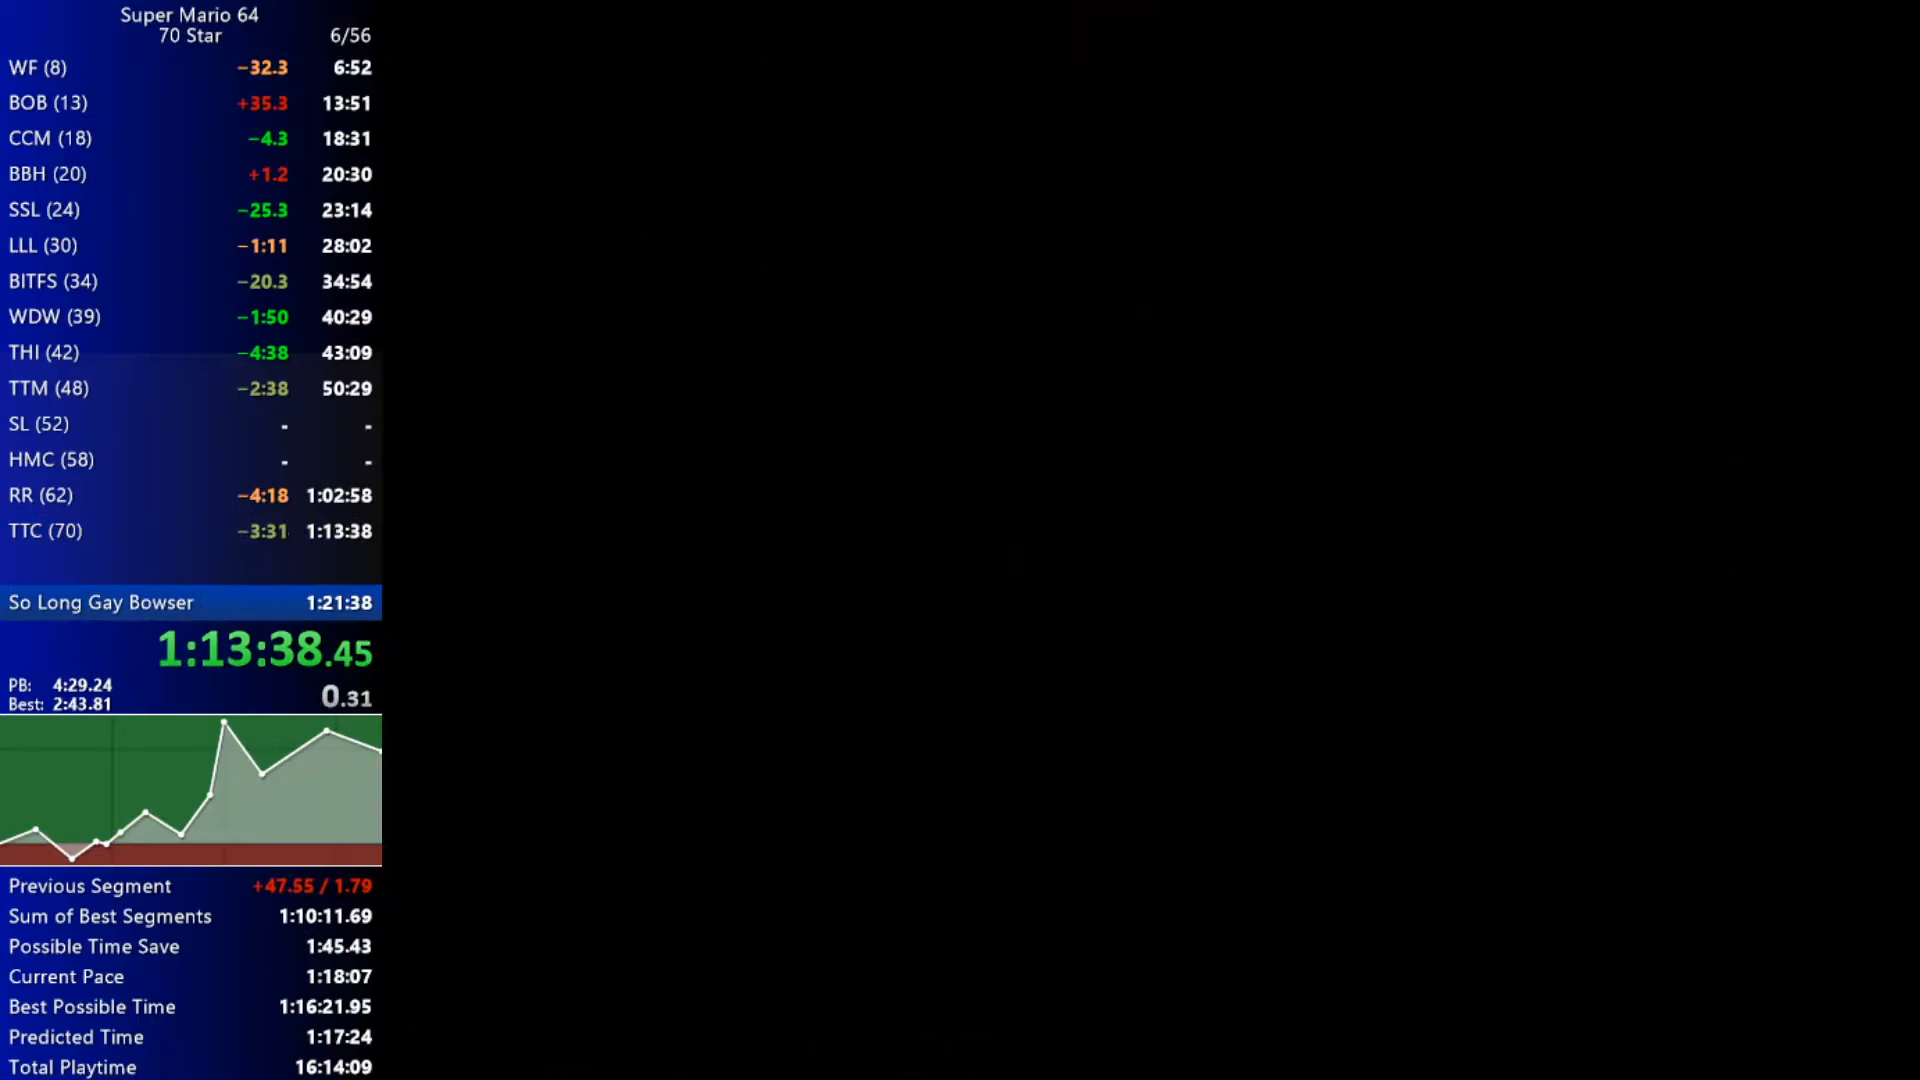 Super Mario 64
70 Star 6/56
WF (8) −32.3 6:52
BOB (13) +35.3 13:51
CCM (18) −4.3 18:31
BBH (20) +1.2 20:30
SSL (24) −25.3 23:14
LLL (30) −1:11 28:02
BITFS (34) −20.3 34:54
WDW (39) −1:50 40:29
THI (42) −4:38 43:09
TTM (48) −2:38 50:29
SL (52) - -
HMC (58) - -
RR (62) −4:18 1:02:58
TTC (70) −3:31 1:13:38
So Long Gay Bowser 1:21:38
1:13:38.45
PB: 4:29.24
Best: 2:43.81 0.31
Previous Segment +47.55 / 1.79
Sum of Best Segments 1:10:11.69
Possible Time Save 1:45.43
Current Pace 1:18:07
Best Possible Time 1:16:21.95
Predicted Time 1:17:24
Total Playtime 16:14:09